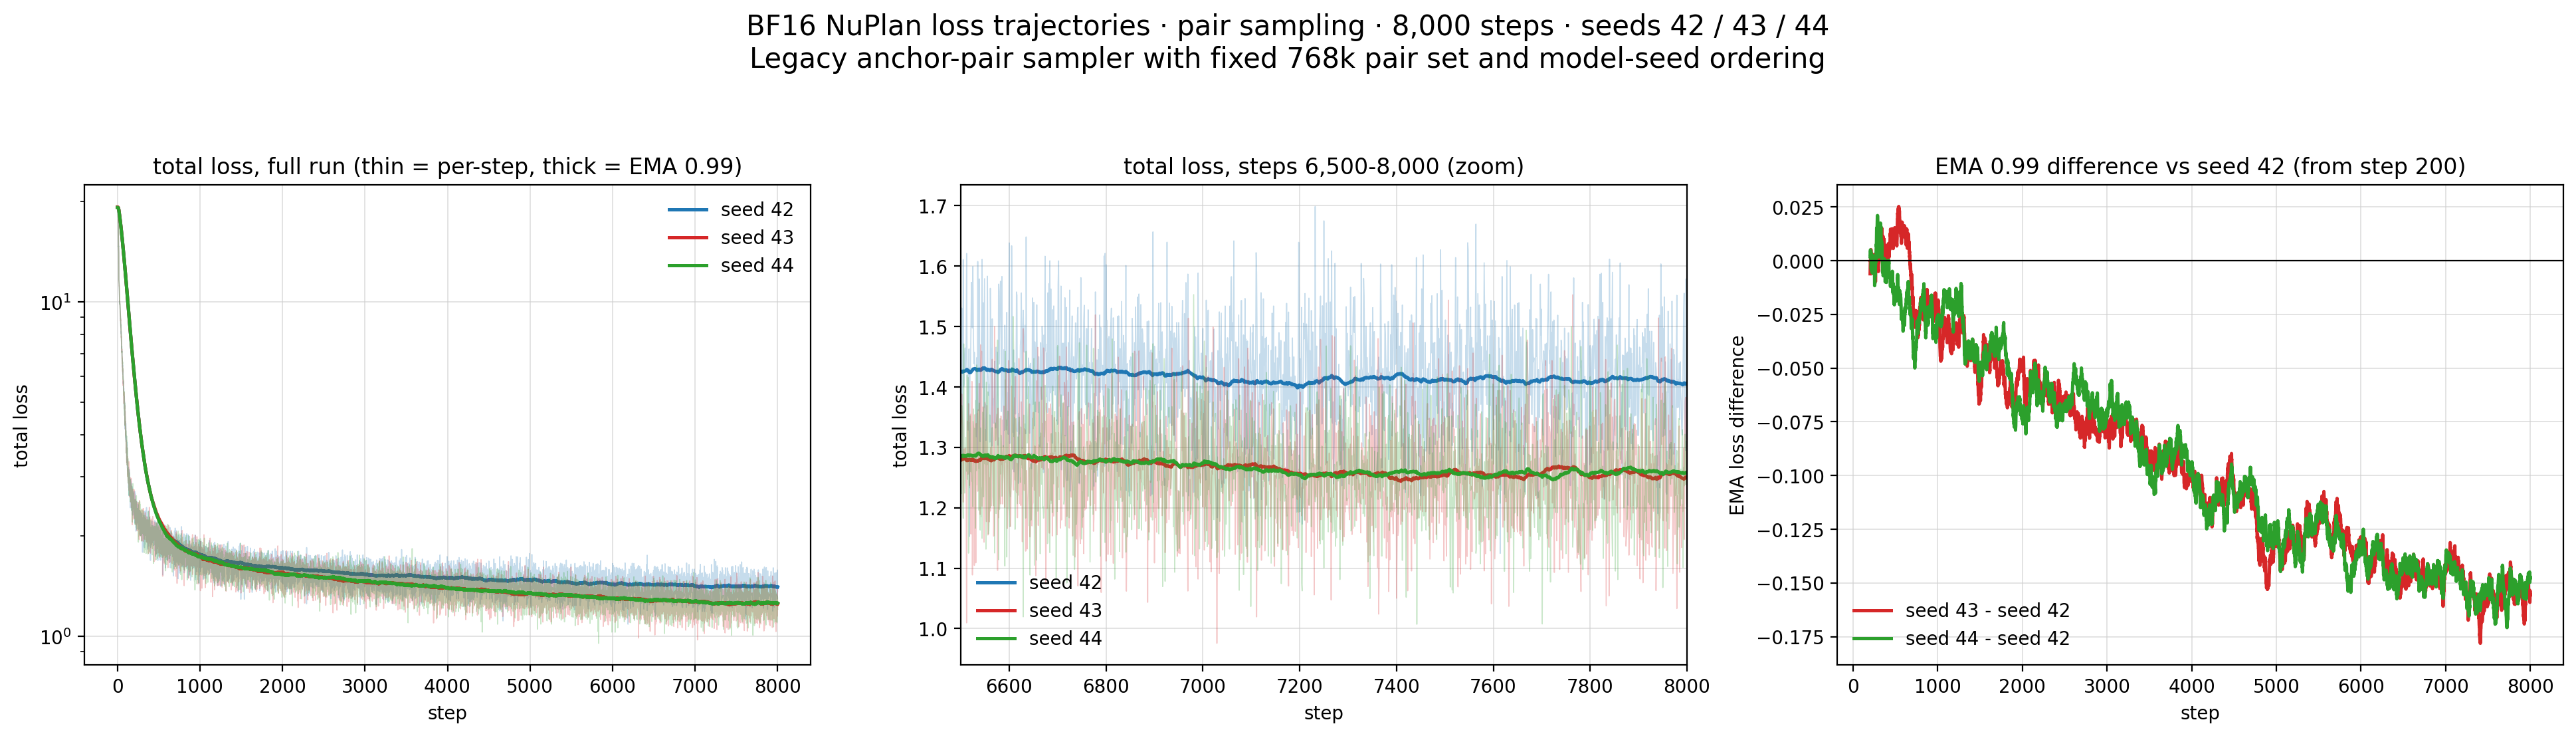 BF16 NuPlan loss trajectories · pair sampling · 8,000 steps · seeds 42 / 43 / 44
Legacy anchor-pair sampler with fixed 768k pair set and model-seed ordering
total loss, full run (thin = per-step, thick = EMA 0.99)
total loss
10¹
10⁰
seed 42
seed 43
seed 44
0 1000 2000 3000 4000 5000 6000 7000 8000
step
total loss, steps 6,500-8,000 (zoom)
total loss
1.7
1.6
1.5
1.4
1.3
1.2
1.1
1.0
seed 42
seed 43
seed 44
6600 6800 7000 7200 7400 7600 7800 8000
step
EMA 0.99 difference vs seed 42 (from step 200)
EMA loss difference
0.025
0.000
−0.025
−0.050
−0.075
−0.100
−0.125
−0.150
−0.175
seed 43 - seed 42
seed 44 - seed 42
0 1000 2000 3000 4000 5000 6000 7000 8000
step